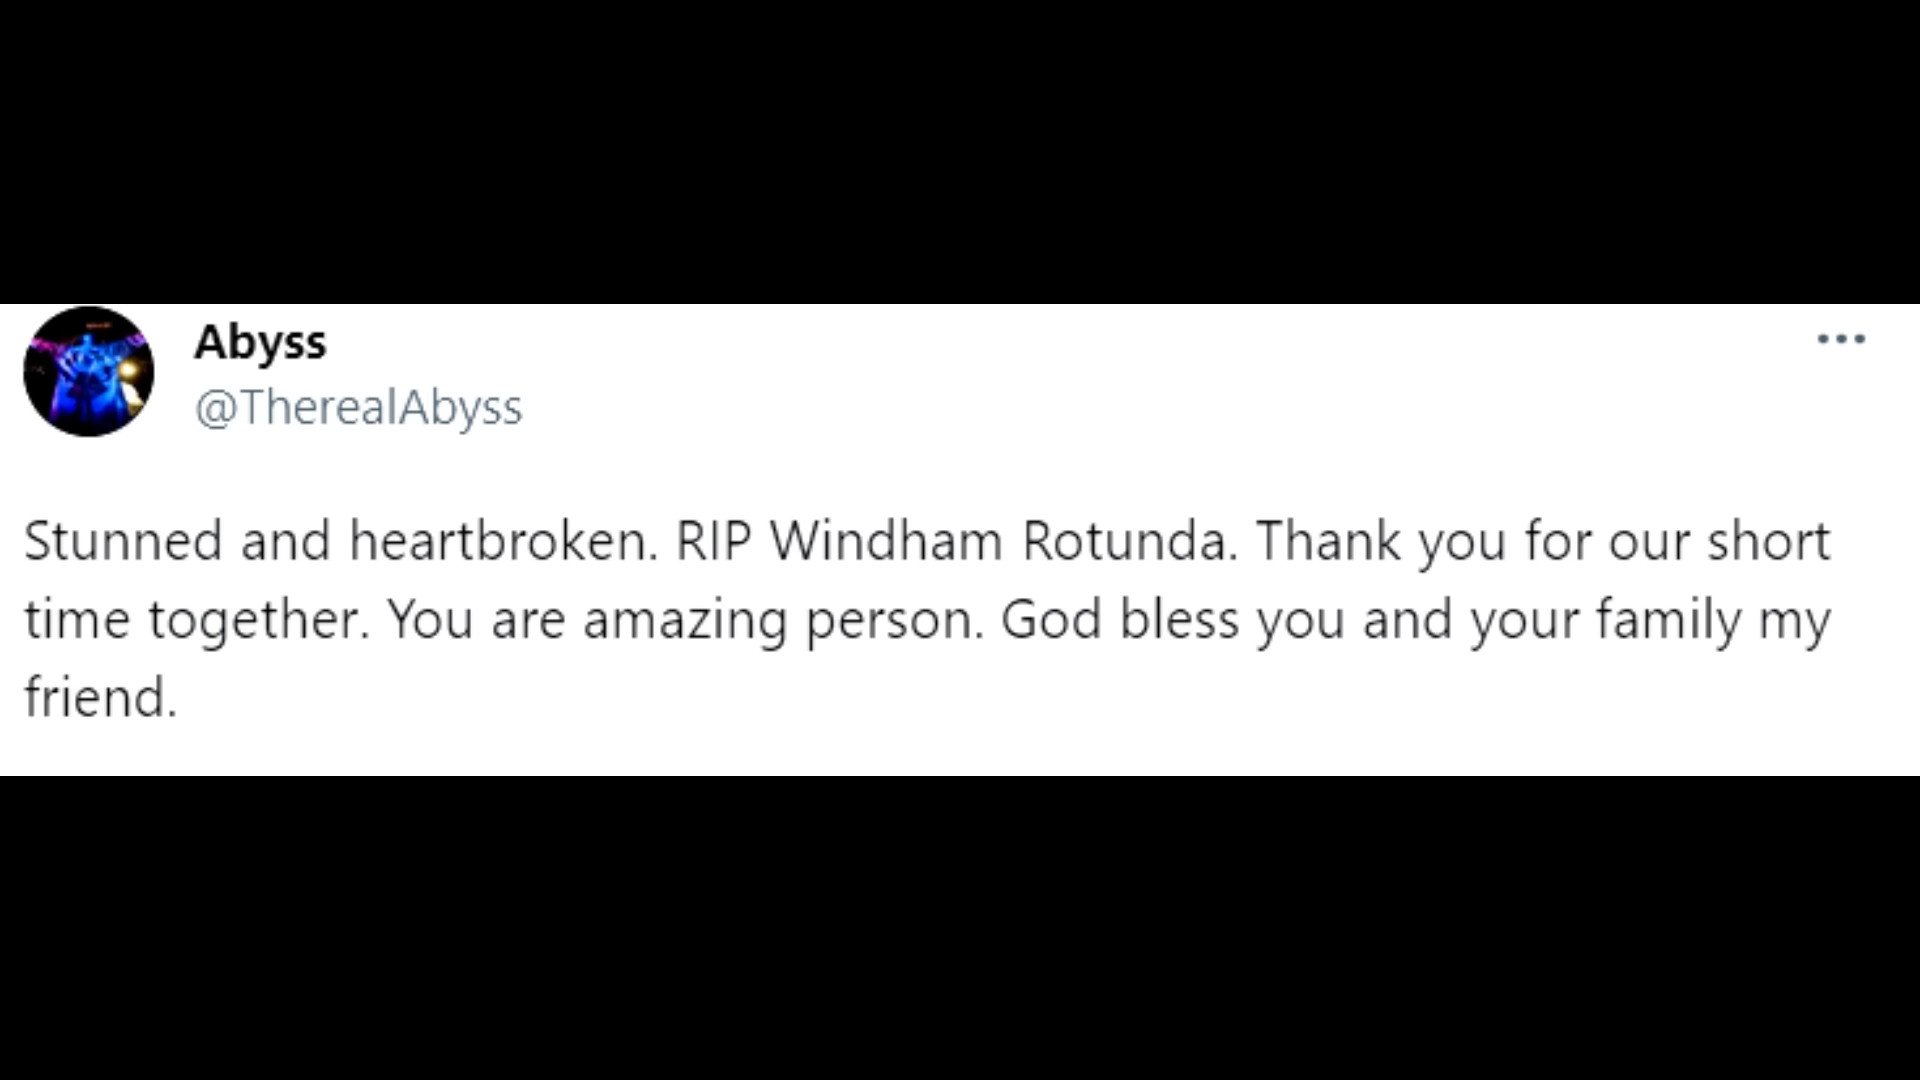 Abyss
@TherealAbyss
Stunned and heartbroken. RIP Windham Rotunda. Thank you for our short
time together. You are amazing person. God bless you and your family my
friend.